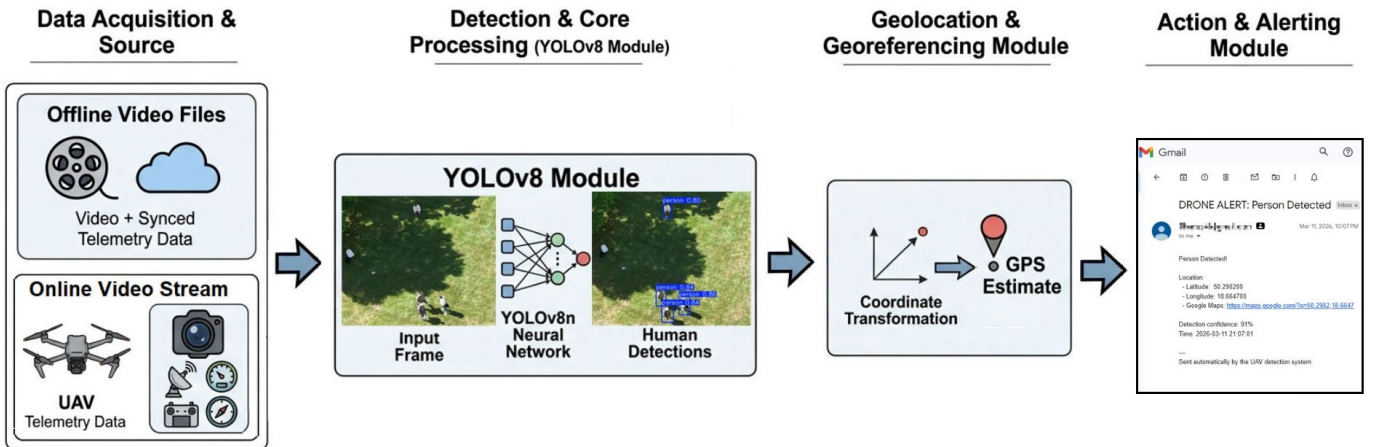 Data Acquisition &
Source
Detection & Core
Processing (YOLOv8 Module)
Geolocation &
Georeferencing Module
Action & Alerting
Module
Offline Video Files
Video + Synced
Telemetry Data
Online Video Stream
UAV
Telemetry Data
YOLOv8 Module
Input
Frame
YOLOv8n
Neural
Network
person 0.80
person 0.84
Human
Detections
Coordinate
Transformation
GPS
Estimate
Gmail
DRONE ALERT: Person Detected Inbox x
Mar 11, 2026, 10:07 PM
to me
Person Detected!
Location:
- Latitude: 50.290200
- Longitude: 18.664700
- Google Maps: https://maps.google.com/?q=50.2902,18.6647
Detection confidence: 91%
Time: 2026-03-11 21:07:01
---
Sent automatically by the UAV detection system.